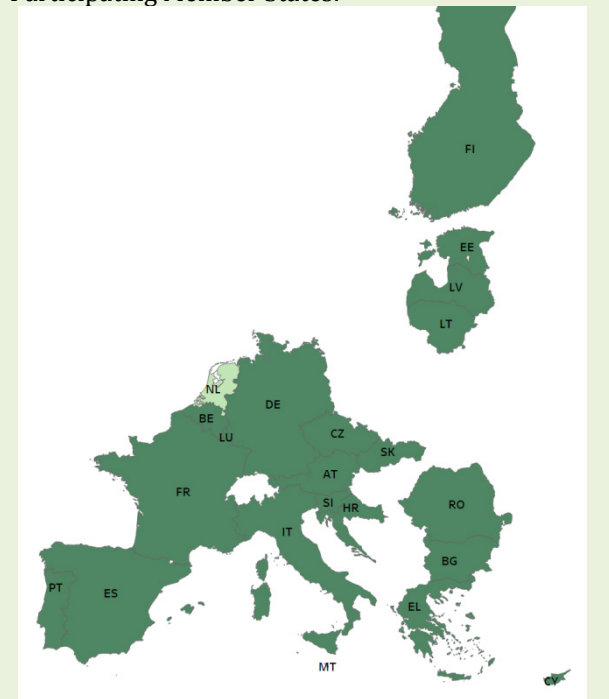 Participating Member States:
FI
EE
LV
LT
NL
DE
BE
LU
CZ
SK
AT
FR
SI
HR
RO
IT
BG
PT
ES
EL
MT
CY